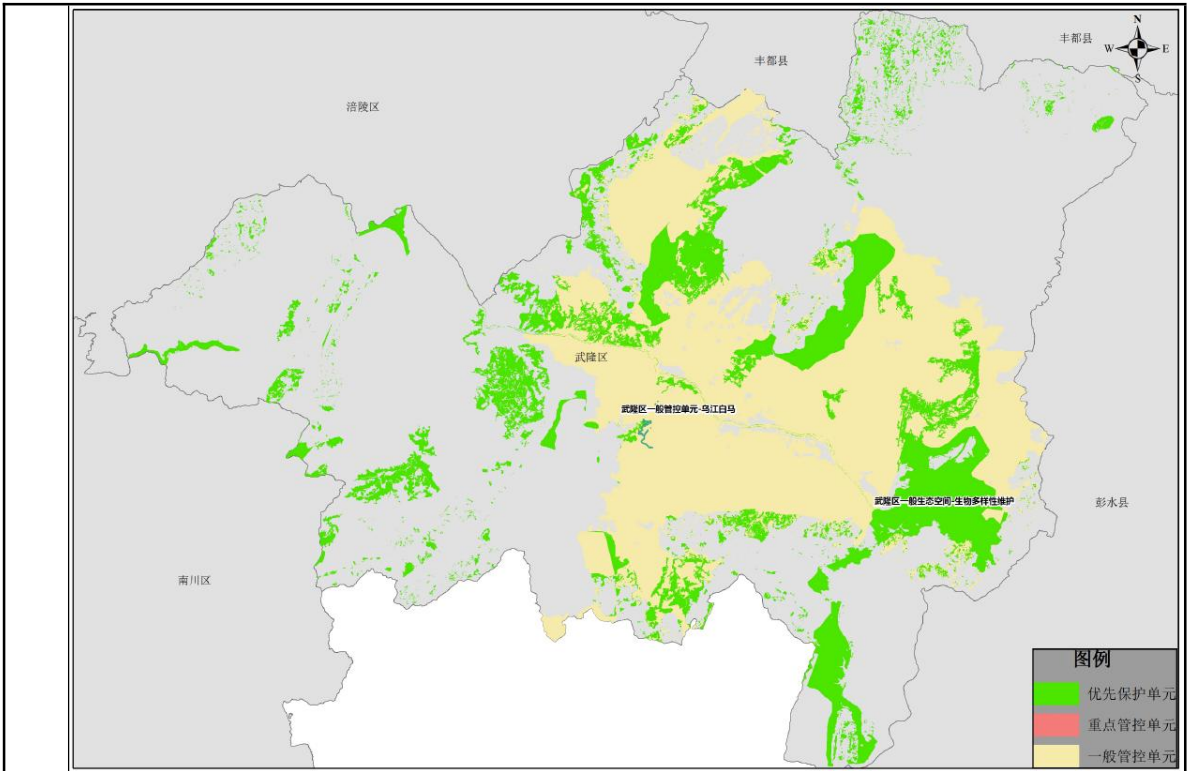 N
W E
S
丰都县
丰都县
涪陵区
武隆区
武隆区一般管控单元-乌江白马
武隆区一般生态空间-生物多样性维护
彭水县
南川区
图例
优先保护单元
重点管控单元
一般管控单元